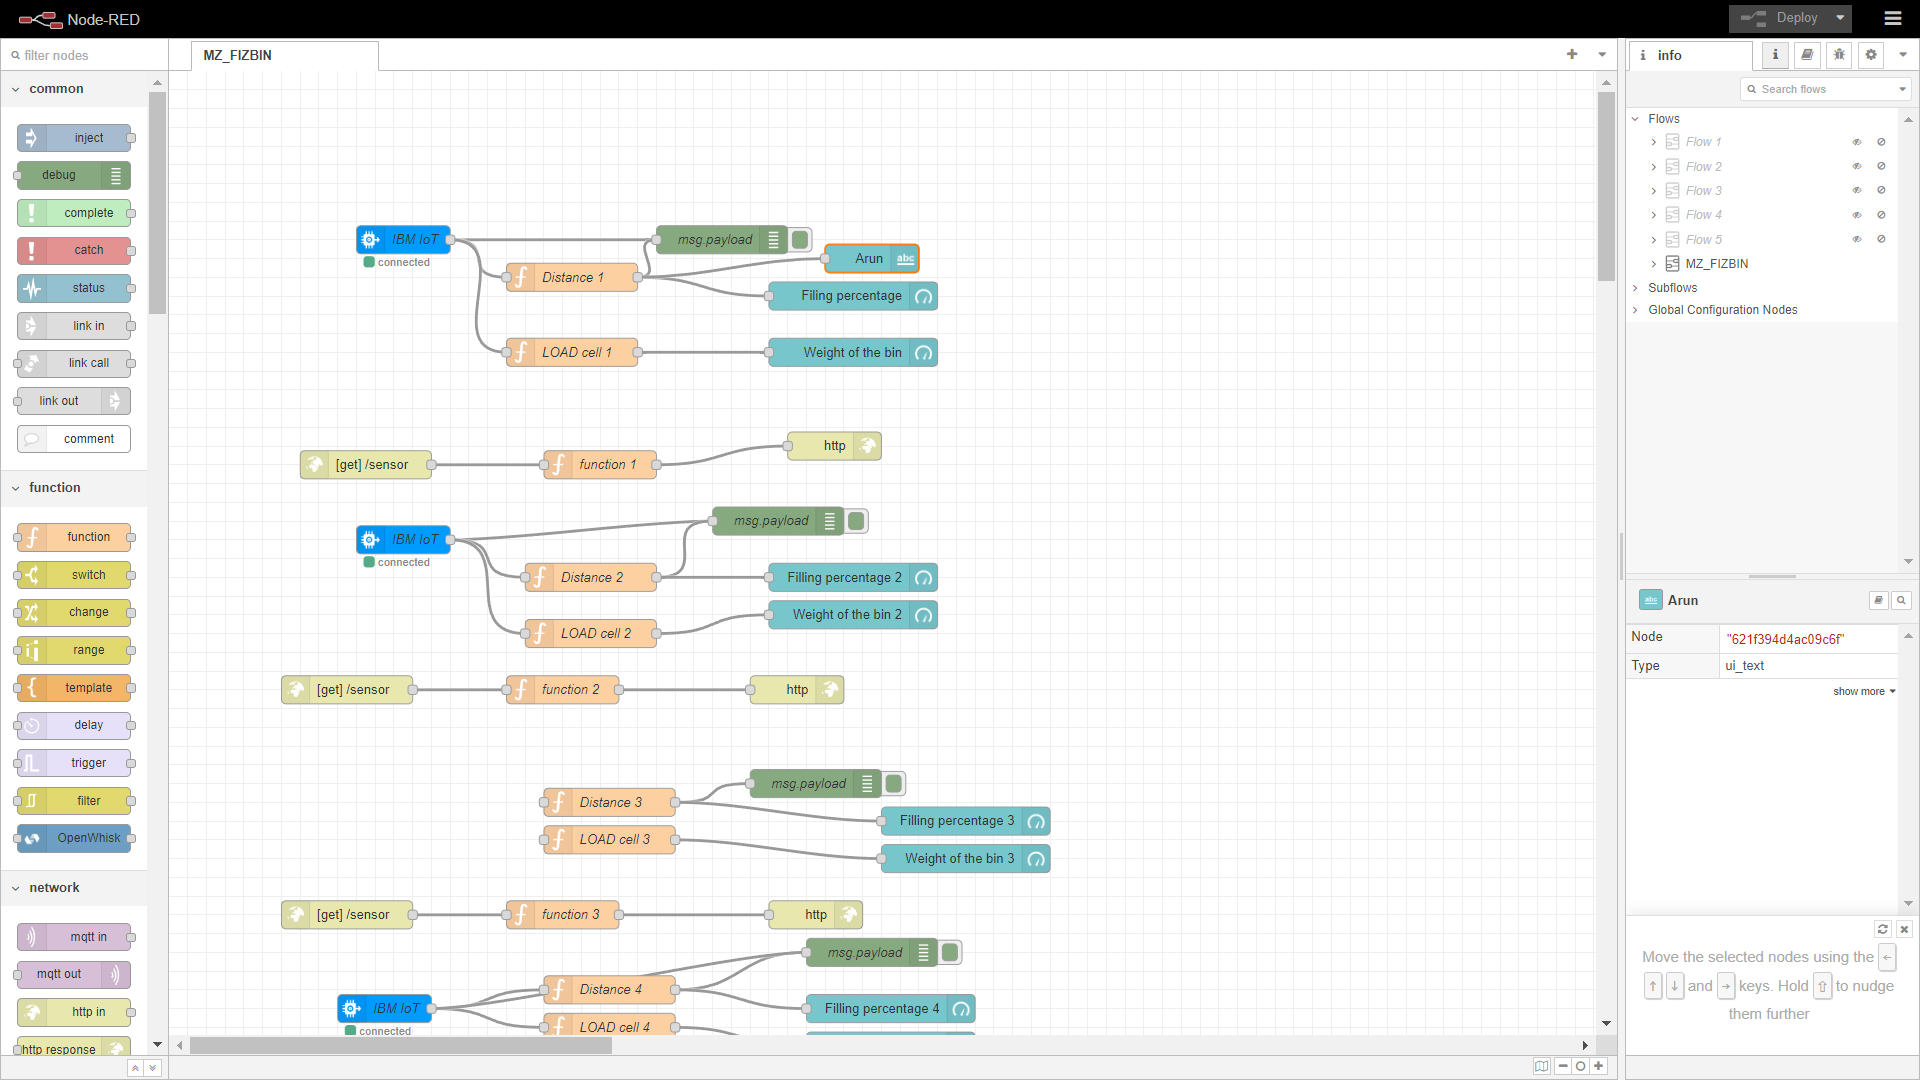 Node-RED
Deploy
filter nodes
MZ_FIZBIN
info
Search flows
common
inject
debug
complete
catch
status
link in
link call
link out
comment
function
function
switch
change
range
template
delay
trigger
filter
OpenWhisk
network
mqtt in
mqtt out
http in
http response
IBM IoT
connected
msg.payload
abc
Arun
Distance 1
Filing percentage
LOAD cell 1
Weight of the bin
[get] /sensor
function 1
http
IBM IoT
connected
msg.payload
Distance 2
Filling percentage 2
Weight of the bin 2
LOAD cell 2
[get] /sensor
function 2
http
msg.payload
Distance 3
Filling percentage 3
LOAD cell 3
Weight of the bin 3
[get] /sensor
function 3
http
msg.payload
Distance 4
IBM IoT
connected
Filling percentage 4
LOAD cell 4
Flows
Flow 1
Flow 2
Flow 3
Flow 4
Flow 5
MZ_FIZBIN
Subflows
Global Configuration Nodes
abc
Arun
Node
"621f394d4ac09c6f"
Type
ui_text
show more
Move the selected nodes using the ←
↑ ↓ and → keys. Hold ⇧ to nudge
them further